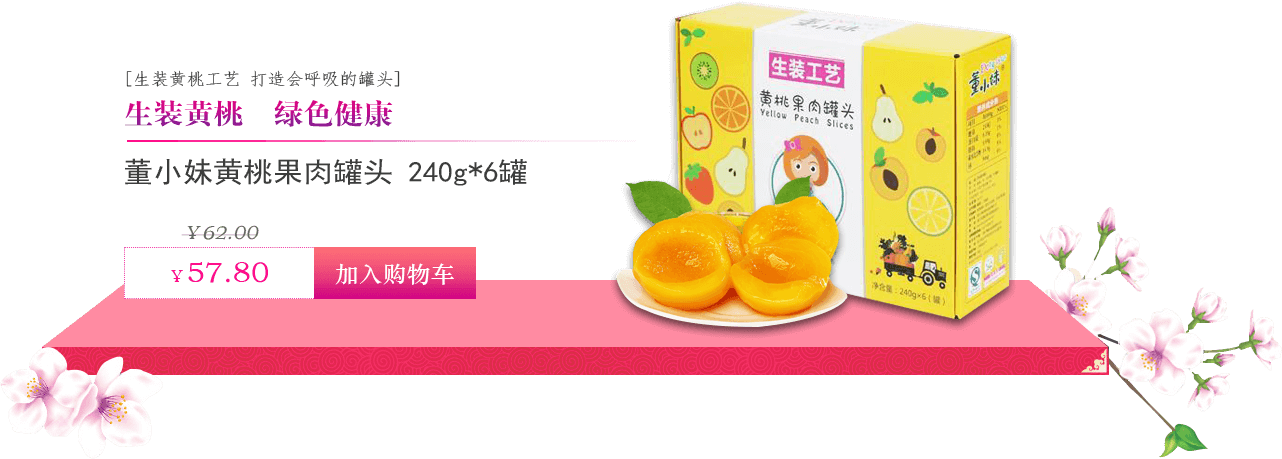 [生装黄桃工艺 打造会呼吸的罐头]
生装黄桃 绿色健康
董小妹黄桃果肉罐头 240g*6罐
¥62.00
¥57.80
加入购物车
生装工艺
黄桃果肉罐头
Yellow Peach Slices
董小妹
净含量:240g×6(罐)